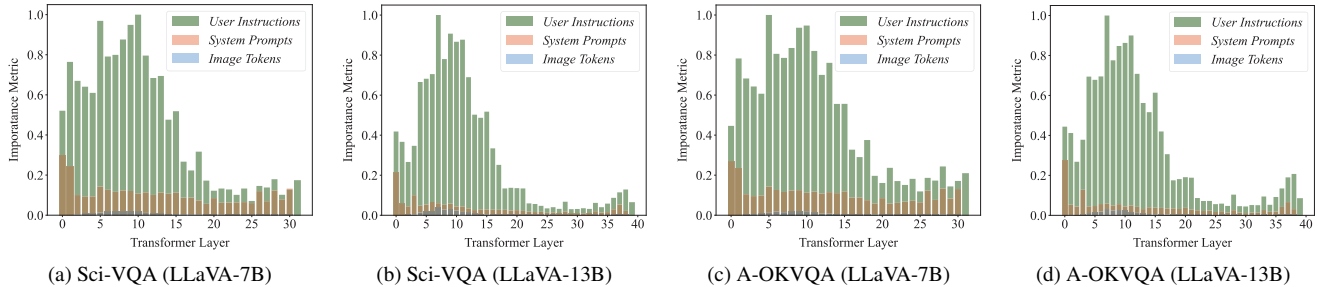 Imporatance Metric
1.0
0.8
0.6
0.4
0.2
0.0
User Instructions
System Prompts
Image Tokens
0 5 10 15 20 25 30
Transformer Layer
(a) Sci-VQA (LLaVA-7B)
Imporatance Metric
1.0
0.8
0.6
0.4
0.2
0.0
User Instructions
System Prompts
Image Tokens
0 5 10 15 20 25 30 35 40
Transformer Layer
(b) Sci-VQA (LLaVA-13B)
Imporatance Metric
1.0
0.8
0.6
0.4
0.2
0.0
User Instructions
System Prompts
Image Tokens
0 5 10 15 20 25 30
Transformer Layer
(c) A-OKVQA (LLaVA-7B)
Imporatance Metric
1.0
0.8
0.6
0.4
0.2
0.0
User Instructions
System Prompts
Image Tokens
0 5 10 15 20 25 30 35 40
Transformer Layer
(d) A-OKVQA (LLaVA-13B)